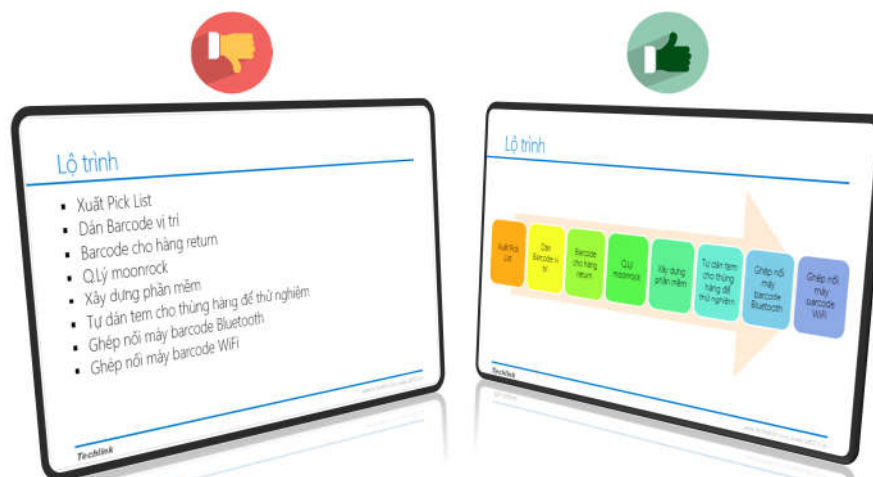 Lộ trình
Xuất Pick List
Dán Barcode vị trí
Barcode cho hàng return
Q.Lý moonrock
Xây dựng phần mềm
Tự dán tem cho thùng hàng để thử nghiệm
Ghép nối máy barcode Bluetooth
Ghép nối máy barcode WiFi
Techlink
Lộ trình
Xuất Pick
List
Dán
Barcode vị
trí
Barcode
cho hàng
return
Q.Lý
moonrock
Xây dựng
phần mềm
Tự dán tem
cho thùng
hàng để
thử nghiệm
Ghép nối
máy
barcode
Bluetooth
Ghép nối
máy
barcode
WiFi
Techlink